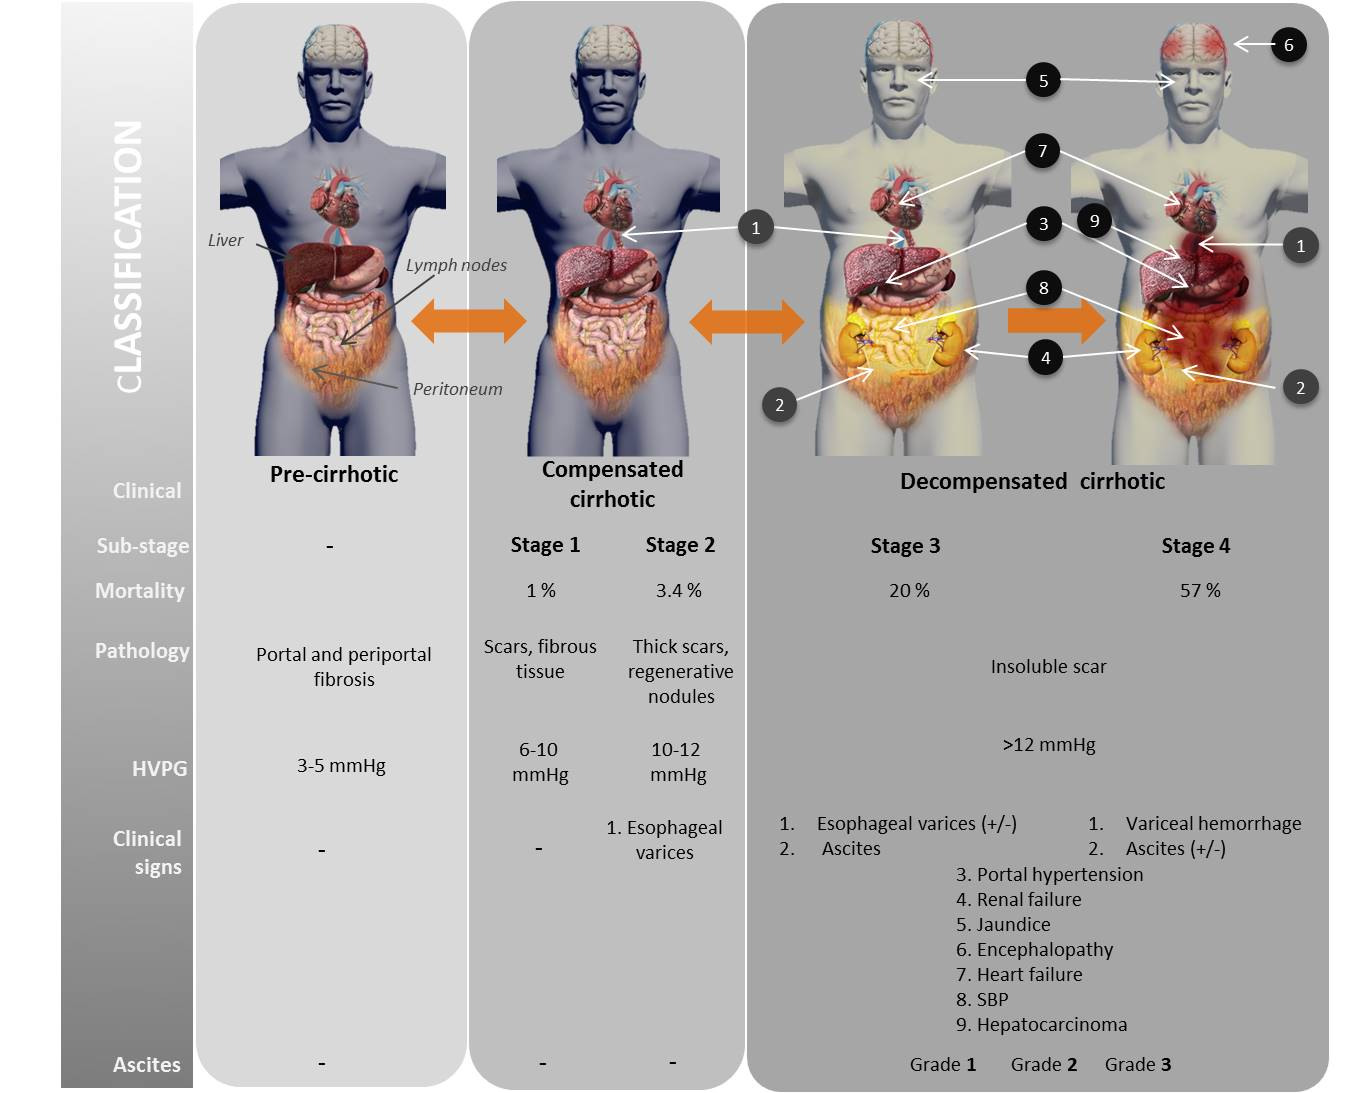 cLASSIFICATION
6
5
7
3
9
1
1
Liver
Lymph nodes
8
4
Peritoneum
2
2
Clinical
Pre-cirrhotic
Compensated
cirrhotic
Decompensated cirrhotic
Sub-stage
-
Stage 1
Stage 2
Stage 3
Stage 4
Mortality
1 %
3.4 %
20 %
57 %
Pathology
Portal and periportal
fibrosis
Scars, fibrous
tissue
Thick scars,
regenerative
nodules
Insoluble scar
HVPG
3-5 mmHg
6-10
mmHg
10-12
mmHg
>12 mmHg
Clinical
signs
-
-
1. Esophageal
varices
1. Esophageal varices (+/-)
2. Ascites
1. Variceal hemorrhage
2. Ascites (+/-)
3. Portal hypertension
4. Renal failure
5. Jaundice
6. Encephalopathy
7. Heart failure
8. SBP
9. Hepatocarcinoma
Ascites
-
-
-
Grade 1
Grade 2
Grade 3